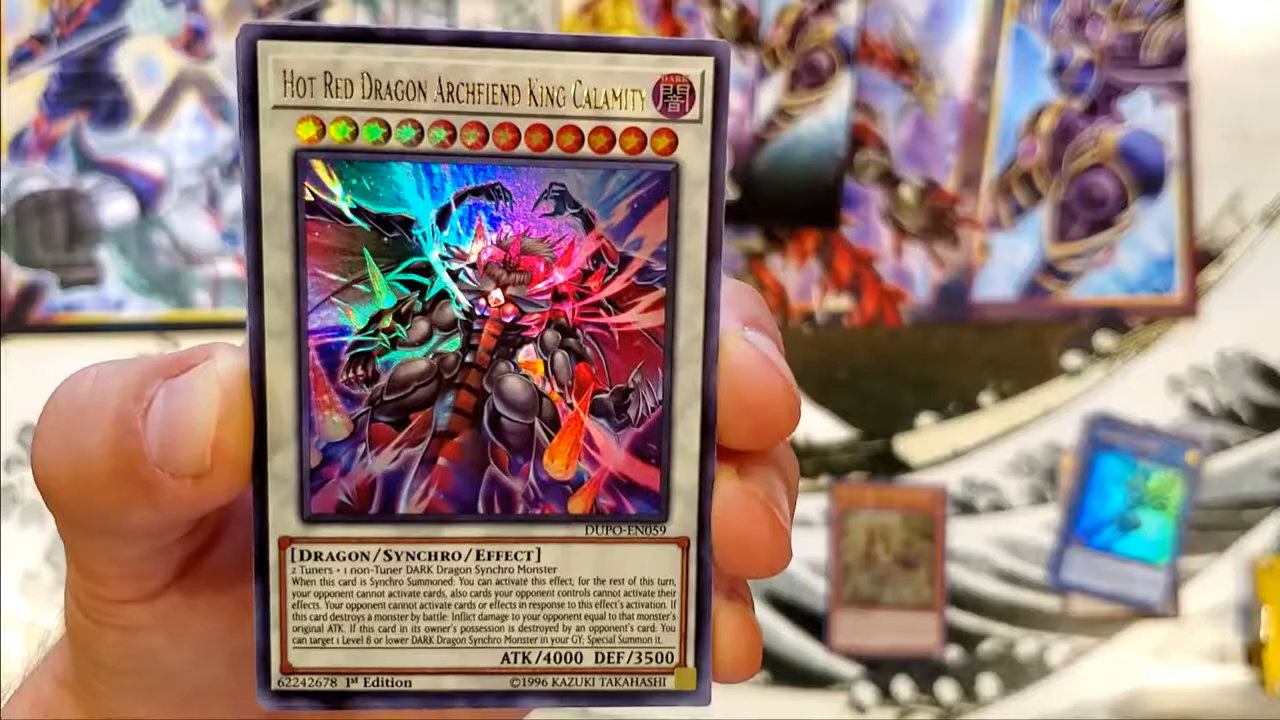 HOT RED DRAGON ARCHFIEND KING CALAMITY
DARK
闇
DUPO-EN059
[DRAGON/SYNCHRO/EFFECT]
2 Tuners + 1 non-Tuner DARK Dragon Synchro Monster
When this card is Synchro Summoned: You can activate this effect; for the rest of this turn,
your opponent cannot activate cards, also cards your opponent controls cannot activate their
effects. Your opponent cannot activate cards or effects in response to this effect's activation. If
this card destroys a monster by battle: Inflict damage to your opponent equal to that monster's
original ATK. If this card in its owner's possession is destroyed by an opponent's card: You
can target 1 Level 8 or lower DARK Dragon Synchro Monster in your GY; Special Summon it.
ATK/4000 DEF/3500
62242678 1st Edition ©1996 KAZUKI TAKAHASHI